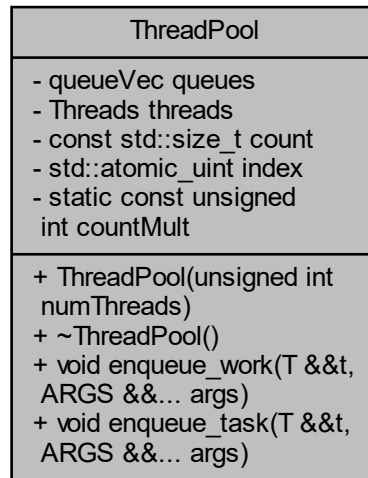 ThreadPool
- queueVec queues
- Threads threads
- const std::size_t count
- std::atomic_uint index
- static const unsigned
int countMult
+ ThreadPool(unsigned int
numThreads)
+ ~ThreadPool()
+ void enqueue_work(T &&t,
ARGS &&... args)
+ void enqueue_task(T &&t,
ARGS &&... args)